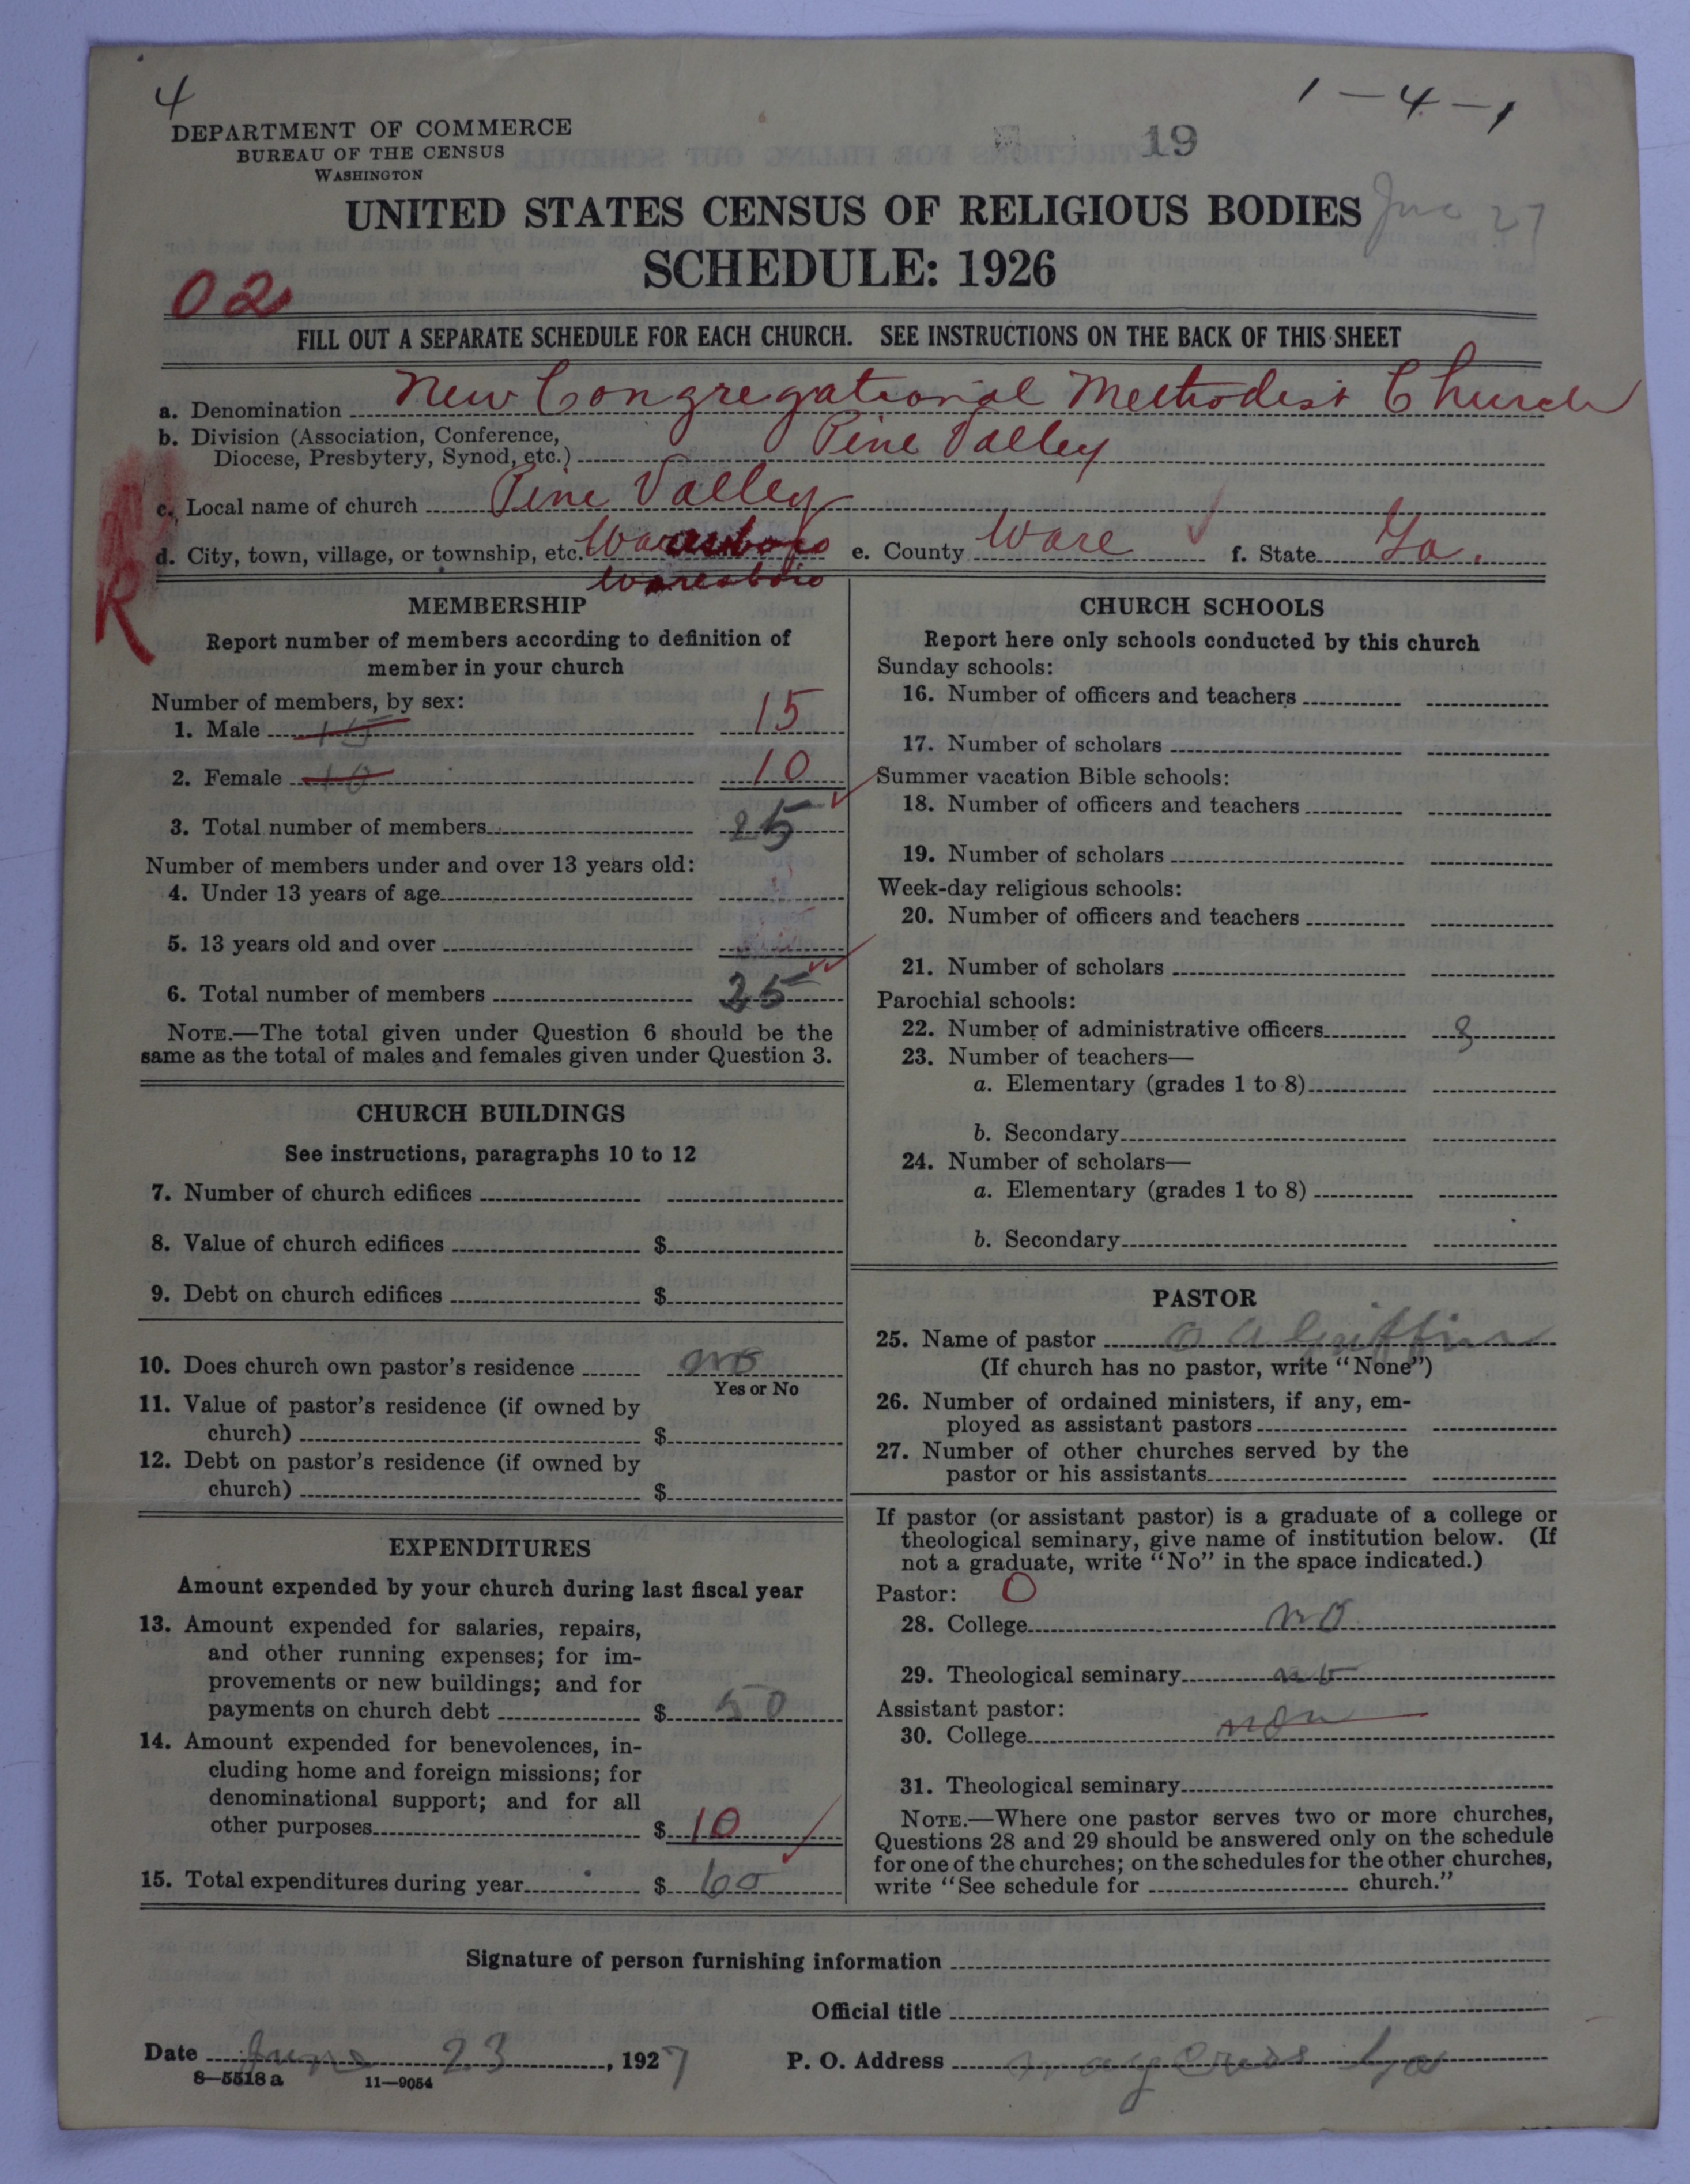 4
1-4-1
DEPARTMENT OF COMMERCE
BUREAU OF THE CENSUS
WASHINGTON
19
UNITED STATES CENSUS OF RELIGIOUS BODIES
27
SCHEDULE: 1926
02
FILL OUT A SEPARATE SCHEDULE FOR EACH CHURCH. SEE INSTRUCTIONS ON THE BACK OF THIS SHEET
a. Denomination New Congregational Methodist Church
b. Division (Association, Conference,
Diocese, Presbytery, Synod, etc.) Pine Valley
c. Local name of church Pine Valley
d. City, town, village, or township, etc. Waresboro e. County Ware f. State Ga.
Waresboro
R
MEMBERSHIP
Report number of members according to definition of
member in your church
Number of members, by sex:
1. Male 15 15
2. Female 10 10
3. Total number of members 25
Number of members under and over 13 years old:
4. Under 13 years of age
5. 13 years old and over
6. Total number of members 25
NOTE.—The total given under Question 6 should be the
same as the total of males and females given under Question 3.
CHURCH BUILDINGS
See instructions, paragraphs 10 to 12
7. Number of church edifices
8. Value of church edifices $
9. Debt on church edifices $
10. Does church own pastor's residence no
Yes or No
11. Value of pastor's residence (if owned by
church) $
12. Debt on pastor's residence (if owned by
church) $
EXPENDITURES
Amount expended by your church during last fiscal year
13. Amount expended for salaries, repairs,
and other running expenses; for im-
provements or new buildings; and for
payments on church debt $ 50
14. Amount expended for benevolences, in-
cluding home and foreign missions; for
denominational support; and for all
other purposes $ 10
15. Total expenditures during year $ 60
CHURCH SCHOOLS
Report here only schools conducted by this church
Sunday schools:
16. Number of officers and teachers
17. Number of scholars
Summer vacation Bible schools:
18. Number of officers and teachers
19. Number of scholars
Week-day religious schools:
20. Number of officers and teachers
21. Number of scholars
Parochial schools:
22. Number of administrative officers 3
23. Number of teachers—
a. Elementary (grades 1 to 8)
b. Secondary
24. Number of scholars—
a. Elementary (grades 1 to 8)
b. Secondary
PASTOR
25. Name of pastor O A Griffin
(If church has no pastor, write "None")
26. Number of ordained ministers, if any, em-
ployed as assistant pastors
27. Number of other churches served by the
pastor or his assistants
If pastor (or assistant pastor) is a graduate of a college or
theological seminary, give name of institution below. (If
not a graduate, write "No" in the space indicated.)
Pastor: 0
28. College no
29. Theological seminary no
Assistant pastor:
30. College non
31. Theological seminary
NOTE.—Where one pastor serves two or more churches,
Questions 28 and 29 should be answered only on the schedule
for one of the churches; on the schedules for the other churches,
write "See schedule for church."
Signature of person furnishing information
Official title
Date June 23, 1927 P. O. Address waycross Ga
8—5518 a 11—9054